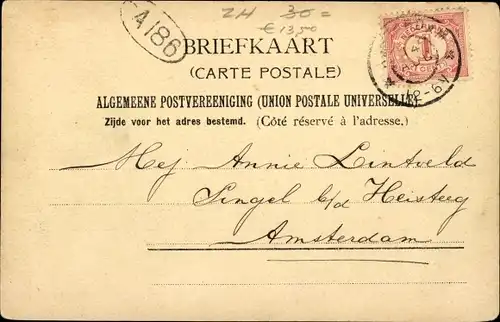 ZH 30 =
€ 13,50
A186
BRIEFKAART
(CARTE POSTALE)
ALGEMEENE POSTVEREENIGING (UNION POSTALE UNIVERSELLE)
Zijde voor het adres bestemd. (Côté réservé à l'adresse.)
Mej Annie Lintveld
Singel b/d Heisteeg
Amsterdam